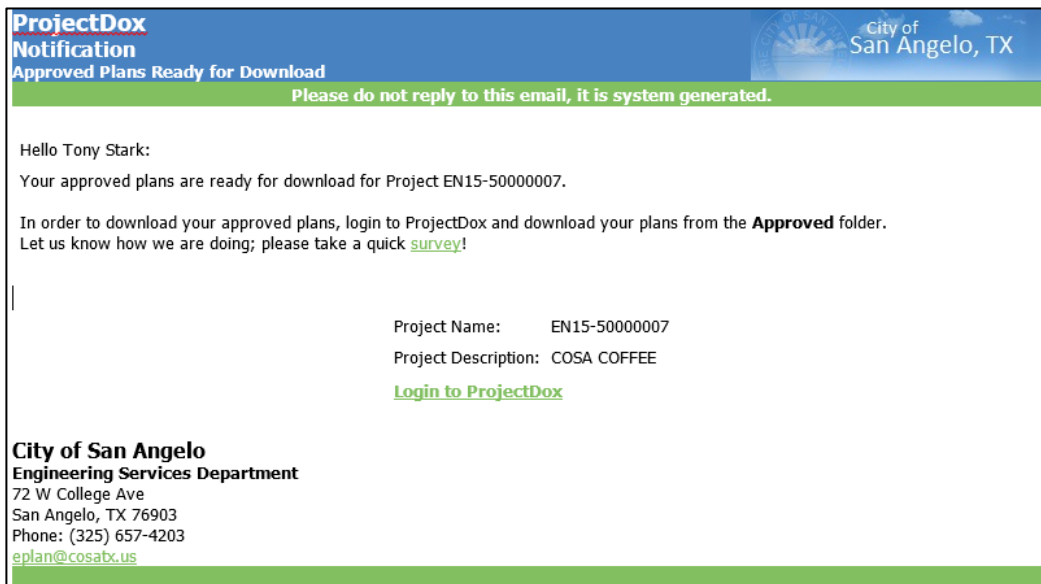 ProjectDox
Notification
Approved Plans Ready for Download
City of
San Angelo, TX
Please do not reply to this email, it is system generated.
Hello Tony Stark:
Your approved plans are ready for download for Project EN15-50000007.
In order to download your approved plans, login to ProjectDox and download your plans from the Approved folder.
Let us know how we are doing; please take a quick survey!
Project Name: EN15-50000007
Project Description: COSA COFFEE
Login to ProjectDox
City of San Angelo
Engineering Services Department
72 W College Ave
San Angelo, TX 76903
Phone: (325) 657-4203
eplan@cosatx.us